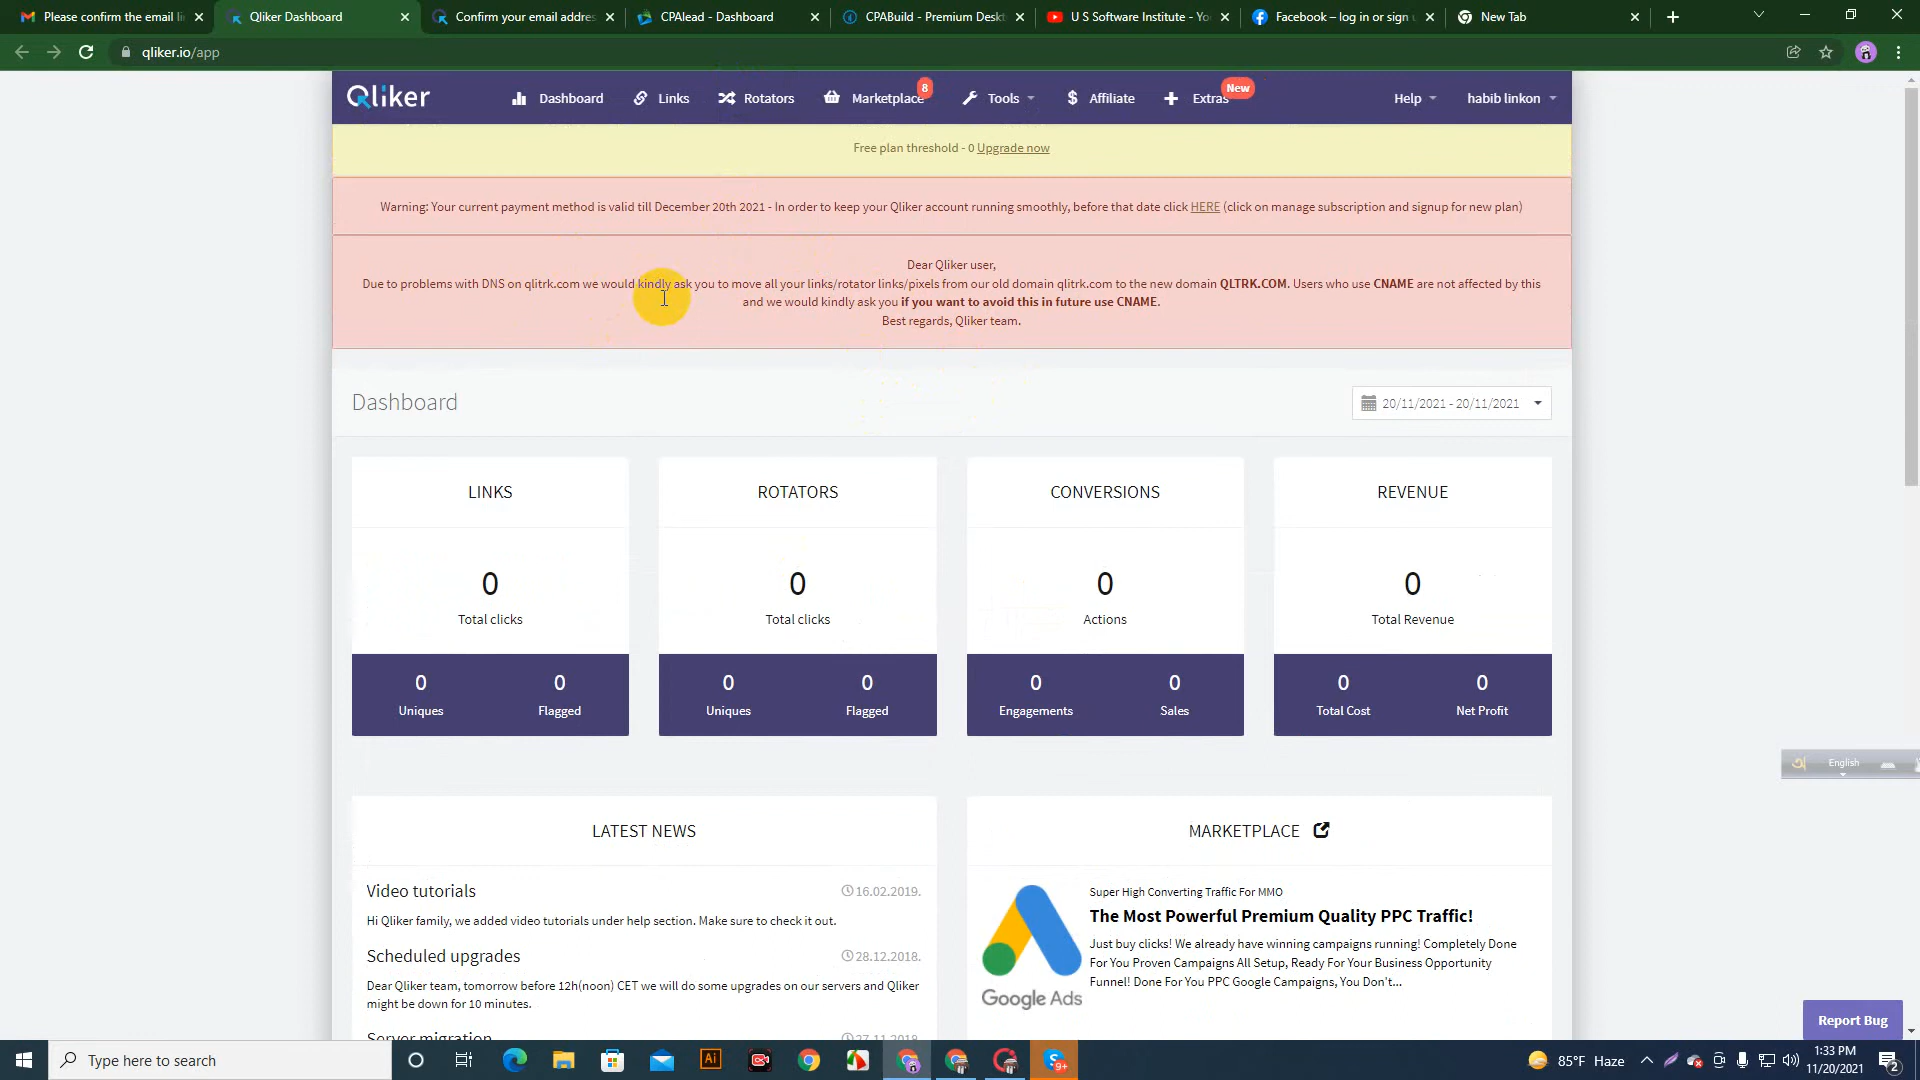 Please confirm the email li
Qliker Dashboard
Confirm your email addres
CPAlead - Dashboard
CPABuild - Premium Deskt
U S Software Institute - Yo
Facebook – log in or sign u
New Tab
qliker.io/app
Qliker
Dashboard
Links
Rotators
Marketplace
8
Tools
Affiliate
Extras
New
Help
habib linkon
Free plan threshold - 0 Upgrade now
Warning: Your current payment method is valid till December 20th 2021 - In order to keep your Qliker account running smoothly, before that date click HERE (click on manage subscription and signup for new plan)
Dear Qliker user,
Due to problems with DNS on qlitrk.com we would kindly ask you to move all your links/rotator links/pixels from our old domain qlitrk.com to the new domain QLTRK.COM. Users who use CNAME are not affected by this
and we would kindly ask you if you want to avoid this in future use CNAME.
Best regards, Qliker team.
Dashboard
20/11/2021 - 20/11/2021
LINKS
ROTATORS
CONVERSIONS
REVENUE
0
0
0
0
Total clicks
Total clicks
Actions
Total Revenue
0
0
0
0
0
0
0
0
Uniques
Flagged
Uniques
Flagged
Engagements
Sales
Total Cost
Net Profit
English
LATEST NEWS
MARKETPLACE
Video tutorials
16.02.2019.
Hi Qliker family, we added video tutorials under help section. Make sure to check it out.
Scheduled upgrades
28.12.2018.
Dear Qliker team, tomorrow before 12h(noon) CET we will do some upgrades on our servers and Qliker
might be down for 10 minutes.
Server migration
27.11.2018.
Google Ads
Super High Converting Traffic For MMO
The Most Powerful Premium Quality PPC Traffic!
Just buy clicks! We already have winning campaigns running! Completely Done
For You Proven Campaigns All Setup, Ready For Your Business Opportunity
Funnel! Done For You PPC Google Campaigns, You Don't...
Report Bug
Type here to search
Ai
9+
85°F Haze
1:33 PM
11/20/2021
2